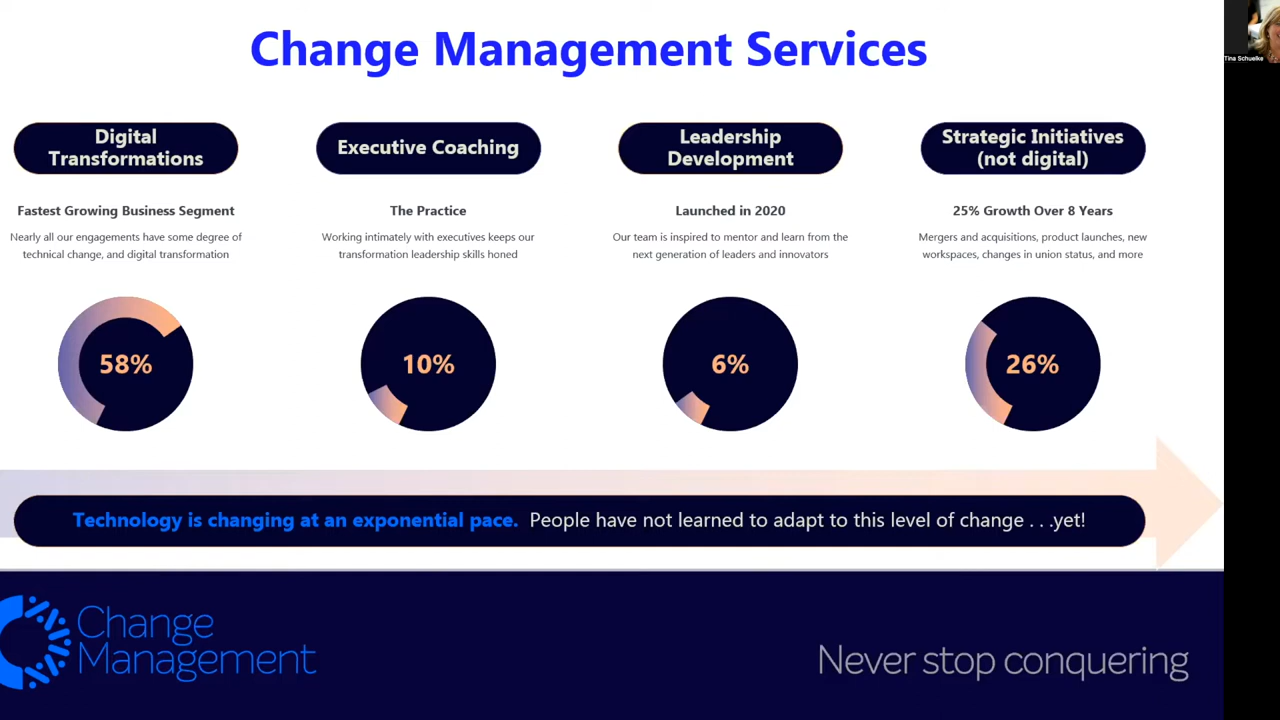 Change Management Services
Tina Schuelke
Digital
Transformations
Fastest Growing Business Segment
Nearly all our engagements have some degree of
technical change, and digital transformation
58%
Executive Coaching
The Practice
Working intimately with executives keeps our
transformation leadership skills honed
10%
Leadership
Development
Launched in 2020
Our team is inspired to mentor and learn from the
next generation of leaders and innovators
6%
Strategic Initiatives
(not digital)
25% Growth Over 8 Years
Mergers and acquisitions, product launches, new
workspaces, changes in union status, and more
26%
Technology is changing at an exponential pace. People have not learned to adapt to this level of change . . .yet!
Change
Management
Never stop conquering